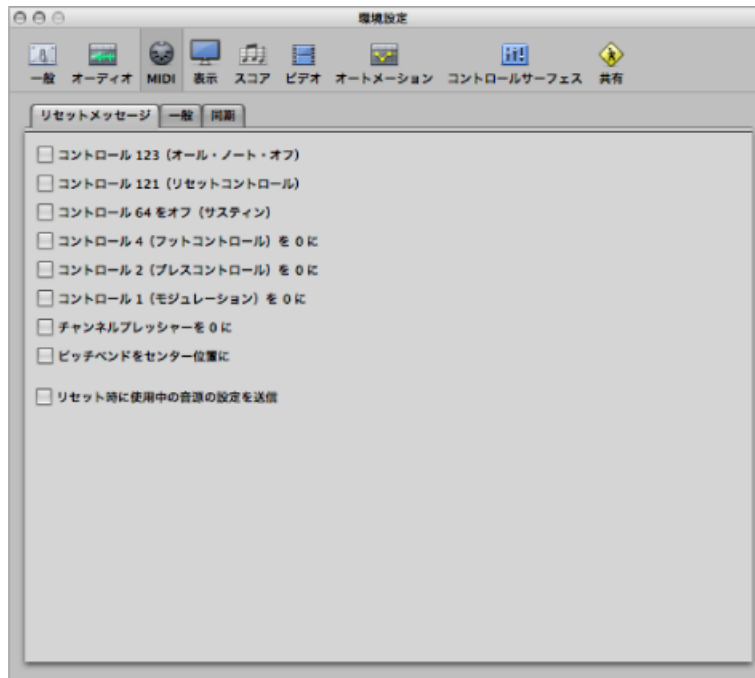 環境設定
一般 オーディオ MIDI 表示 スコア ビデオ オートメーション コントロールサーフェス 共有
リセットメッセージ 一般 同期
コントロール 123（オール・ノート・オフ）
コントロール 121（リセットコントロール）
コントロール 64 をオフ（サスティン）
コントロール 4（フットコントロール）を 0 に
コントロール 2（ブレスコントロール）を 0 に
コントロール 1（モジュレーション）を 0 に
チャンネルプレッシャーを 0 に
ピッチベンドをセンター位置に
リセット時に使用中の音源の設定を送信